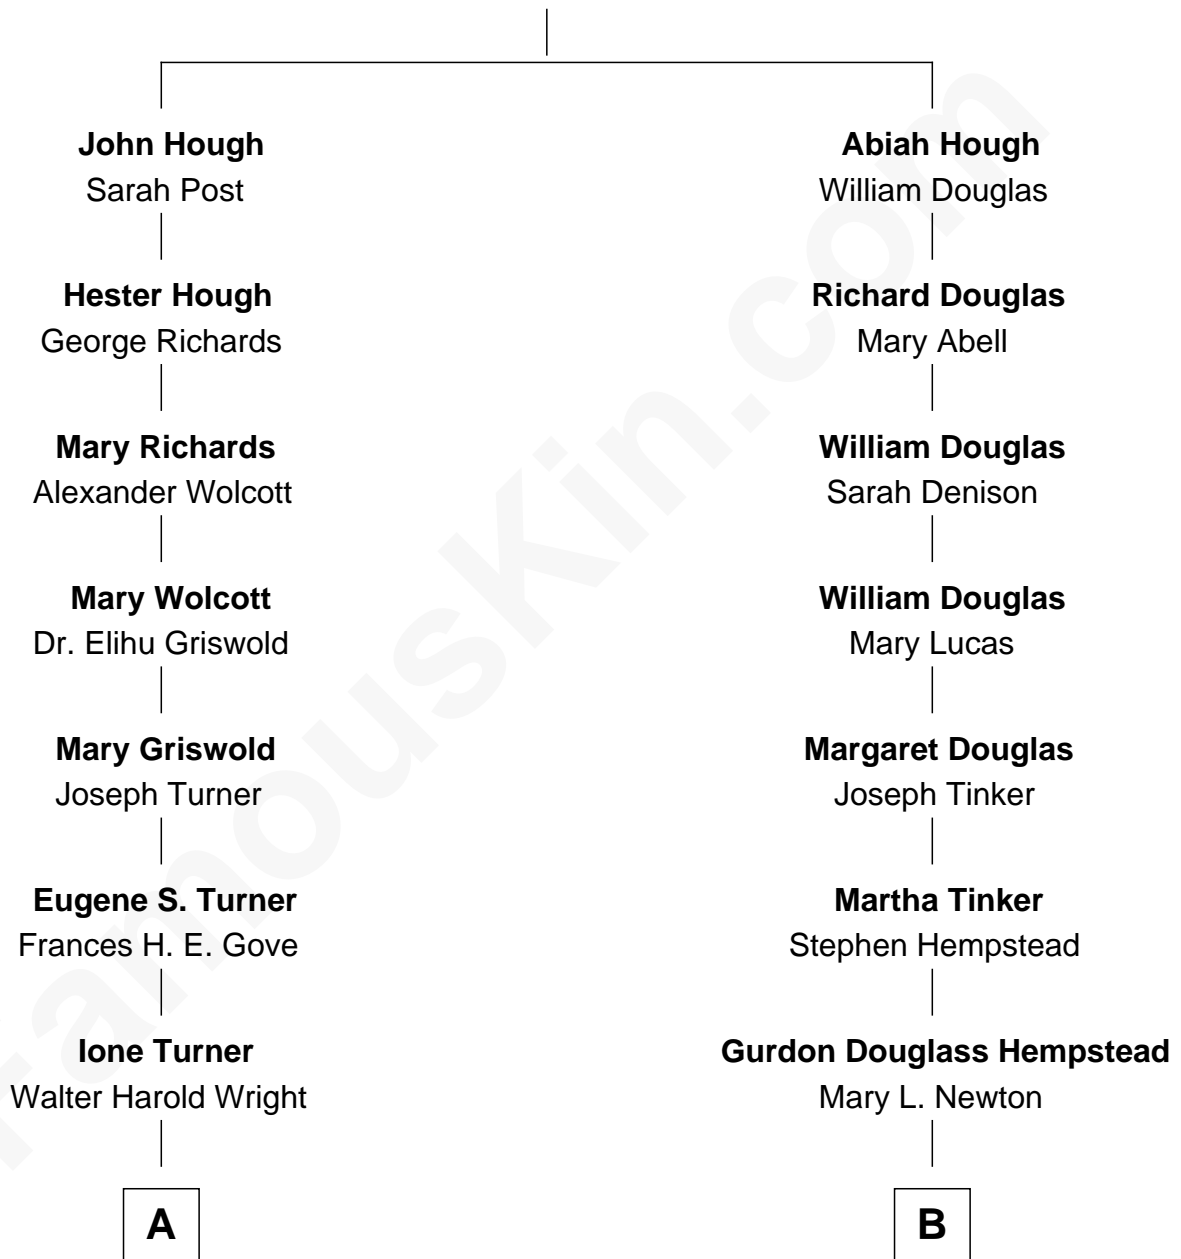 John Hough
Sarah Post
Abiah Hough
William Douglas
Hester Hough
George Richards
Richard Douglas
Mary Abell
Mary Richards
Alexander Wolcott
William Douglas
Sarah Denison
Mary Wolcott
Dr. Elihu Griswold
William Douglas
Mary Lucas
Mary Griswold
Joseph Turner
Margaret Douglas
Joseph Tinker
Eugene S. Turner
Frances H. E. Gove
Martha Tinker
Stephen Hempstead
Ione Turner
Walter Harold Wright
Gurdon Douglass Hempstead
Mary L. Newton
A
B
FamousKin.com